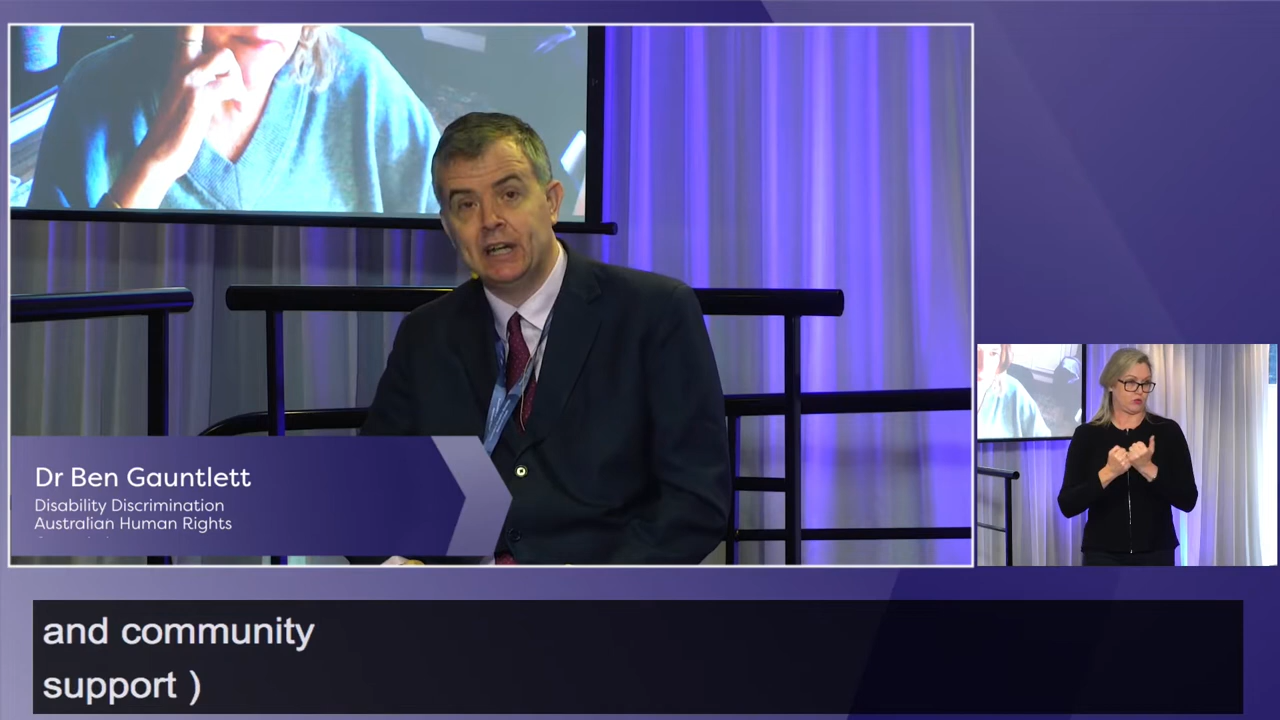 Dr Ben Gauntlett
Disability Discrimination
Australian Human Rights
and community
support )